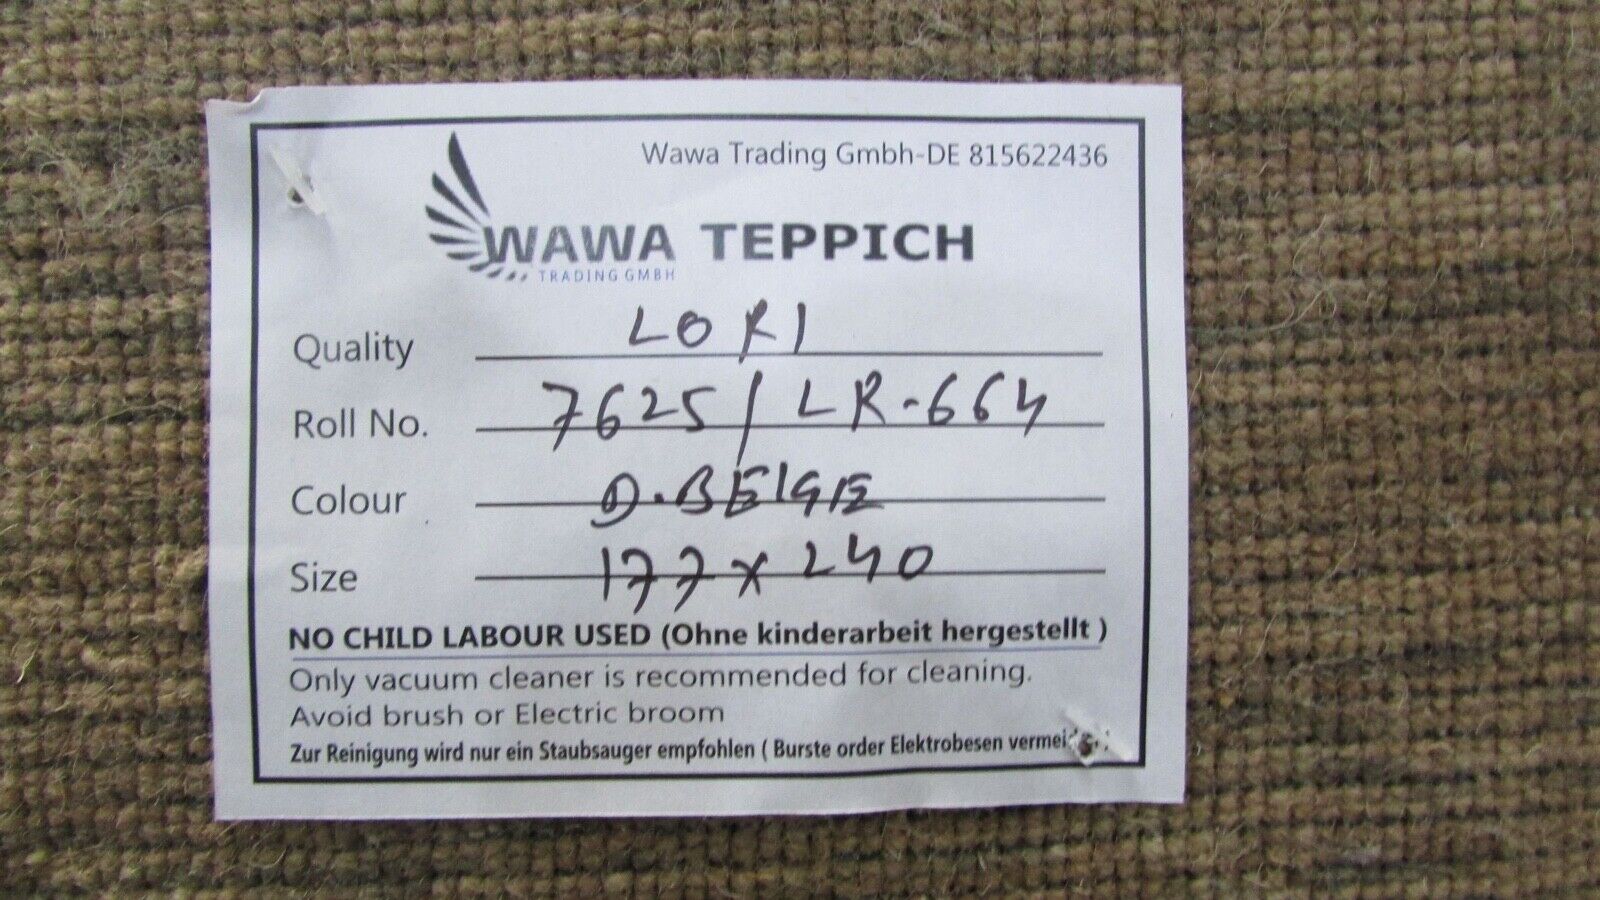 Wawa Trading Gmbh-DE 815622436
WAWA TEPPICH
TRADING GMBH
Quality LORI
Roll No. 7625/LR-664
Colour D.BEIGE
Size 177x240
NO CHILD LABOUR USED (Ohne kinderarbeit hergestellt )
Only vacuum cleaner is recommended for cleaning.
Avoid brush or Electric broom
Zur Reinigung wird nur ein Staubsauger empfohlen ( Burste order Elektrobesen